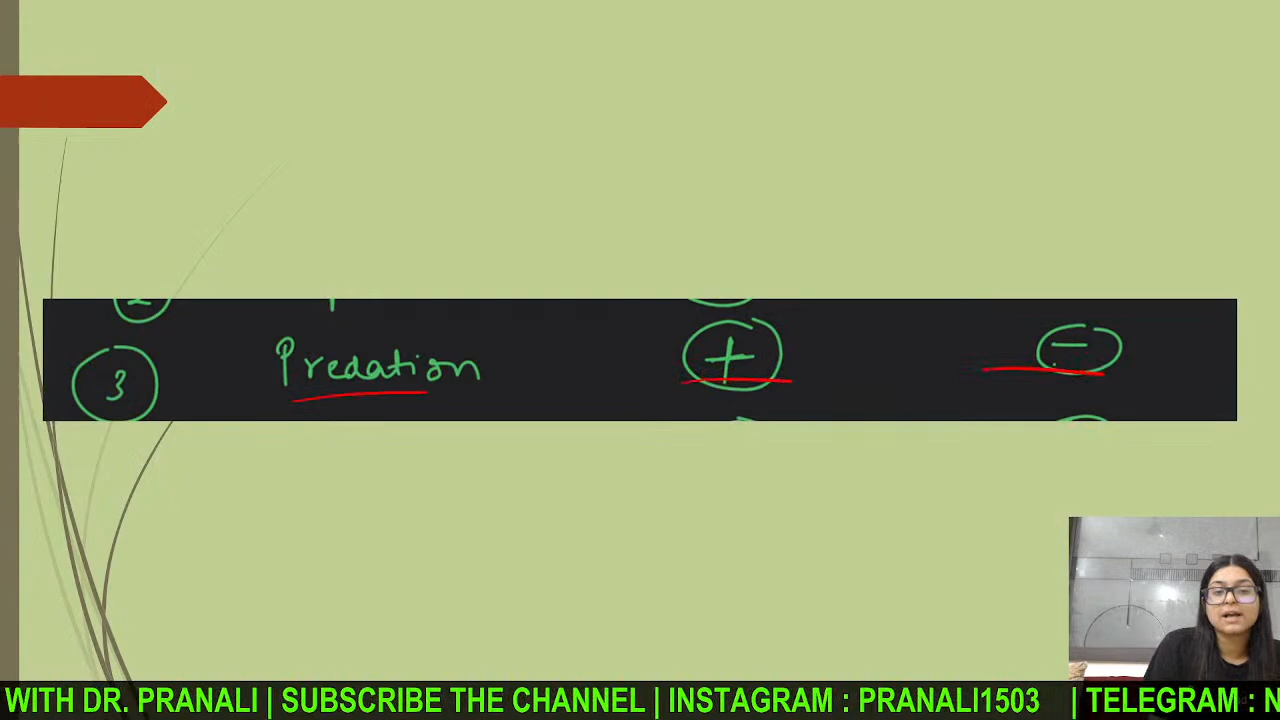 3 Predation + -
WITH DR. PRANALI | SUBSCRIBE THE CHANNEL | INSTAGRAM : PRANALI1503 | TELEGRAM : N